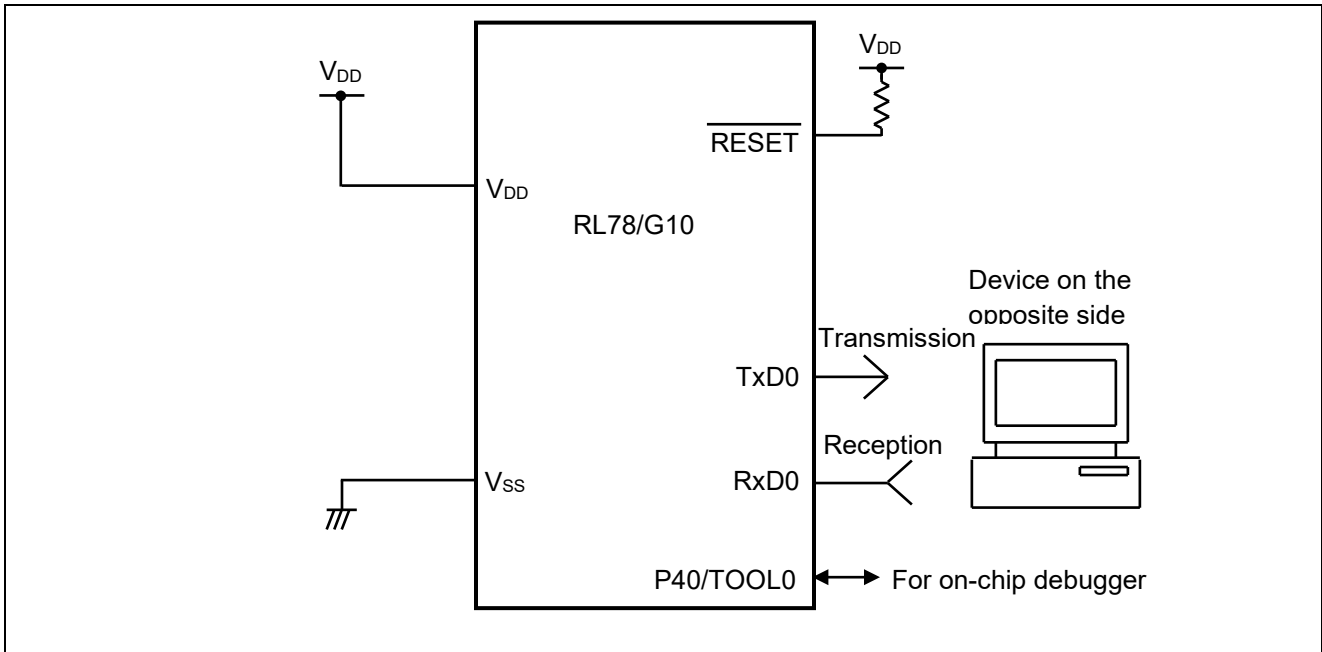 VDD
VDD
RESET
VDD
RL78/G10
Device on the
opposite side
Transmission
TxD0
Reception
RxD0
VSS
P40/TOOL0
For on-chip debugger